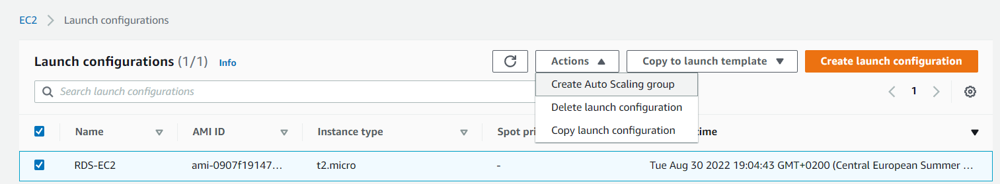 EC2 > Launch configurations
Launch configurations (1/1) Info Actions Copy to launch template Create launch configuration
Search launch configurations Create Auto Scaling group 1
Delete launch configuration
Name AMI ID Instance type Spot pri time
Copy launch configuration
RDS-EC2 ami-0907f19147... t2.micro - Tue Aug 30 2022 19:04:43 GMT+0200 (Central European Summer ...